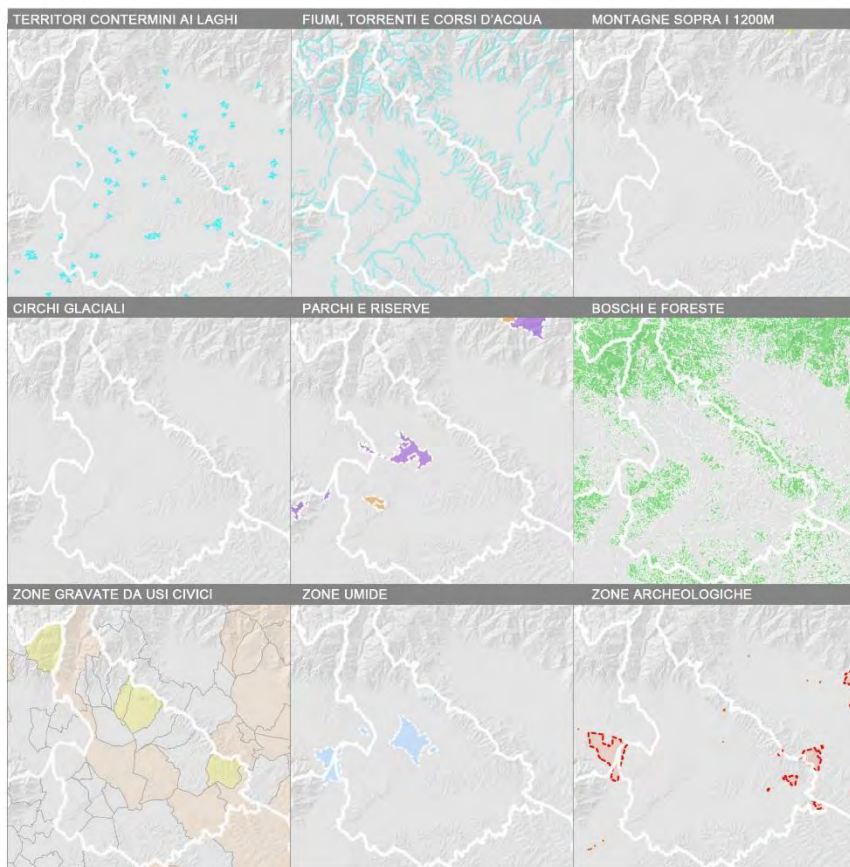 TERRITORI CONTERMINI AI LAGHI
FIUMI, TORRENTI E CORSI D'ACQUA
MONTAGNE SOPRA I 1200M
CIRCHI GLACIALI
PARCHI E RISERVE
BOSCHI E FORESTE
ZONE GRAVATE DA USI CIVICI
ZONE UMIDE
ZONE ARCHEOLOGICHE